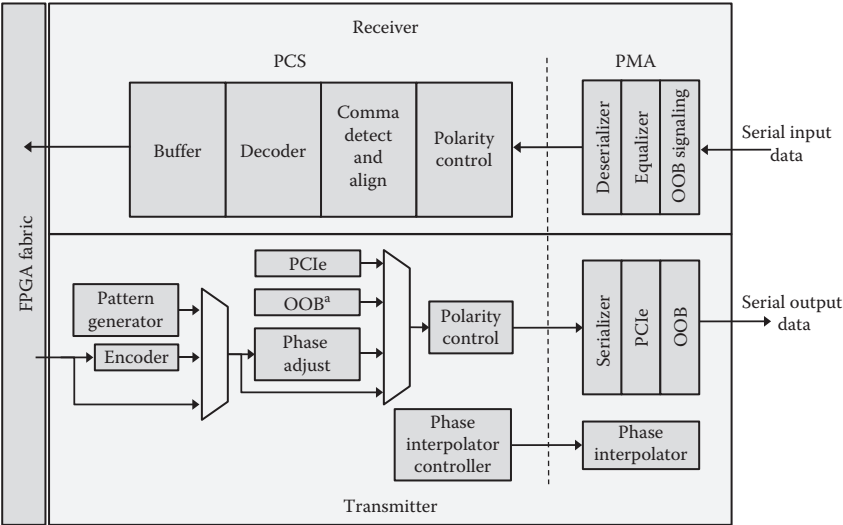 Receiver
PCS
PMA
Buffer
Decoder
Comma
detect
and
align
Polarity
control
Deserializer
Equalizer
OOB signaling
Serial input
data
FPGA fabric
PCIe
OOBᵃ
Pattern
generator
Encoder
Phase
adjust
Polarity
control
Serializer
PCIe
OOB
Serial output
data
Phase
interpolator
controller
Phase
interpolator
Transmitter